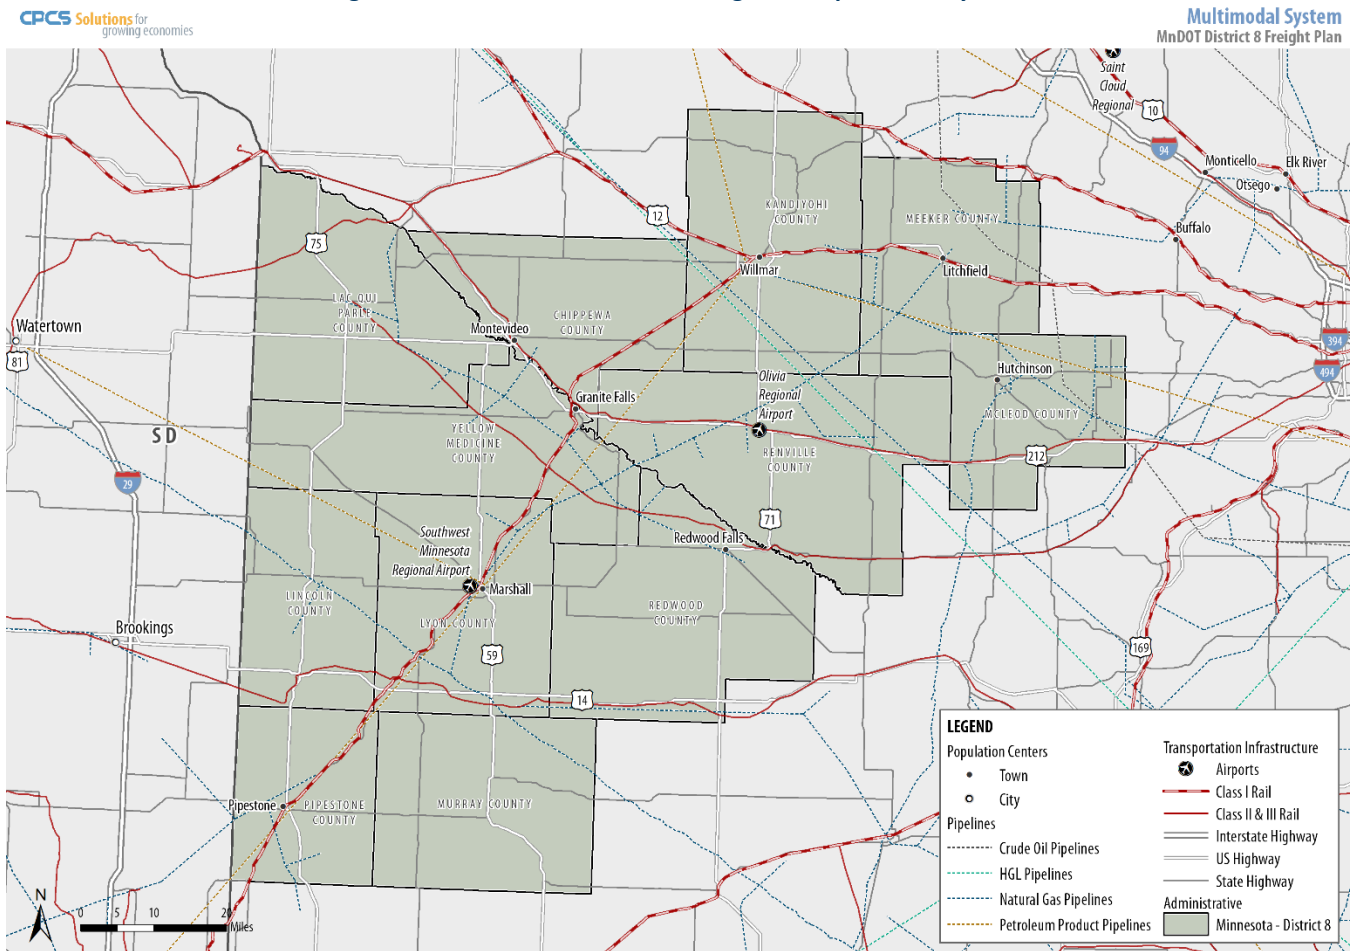 CPCS Solutions for
growing economies
Multimodal System
MnDOT District 8 Freight Plan
Saint
Cloud
Regional
10
94
Monticello
Elk River
Otsego
Buffalo
12
KANDIYOHI
COUNTY
MEEKER COUNTY
75
Willmar
Litchfield
LAC QUI
PARLE
COUNTY
CHIPPEWA
COUNTY
Montevideo
Watertown
81
394
494
Hutchinson
Olivia
Regional
Airport
Granite Falls
MCLEOD COUNTY
YELLOW
MEDICINE
COUNTY
SD
RENVILLE
COUNTY
212
29
71
Southwest
Minnesota
Regional Airport
Redwood Falls
Marshall
LINCOLN
COUNTY
LYON COUNTY
REDWOOD
COUNTY
Brookings
59
169
14
Pipestone
PIPESTONE
COUNTY
MURRAY COUNTY
N
0 5 10 20
Miles
LEGEND
Population Centers
Town
City
Pipelines
Crude Oil Pipelines
HGL Pipelines
Natural Gas Pipelines
Petroleum Product Pipelines
Transportation Infrastructure
Airports
Class I Rail
Class II & III Rail
Interstate Highway
US Highway
State Highway
Administrative
Minnesota - District 8